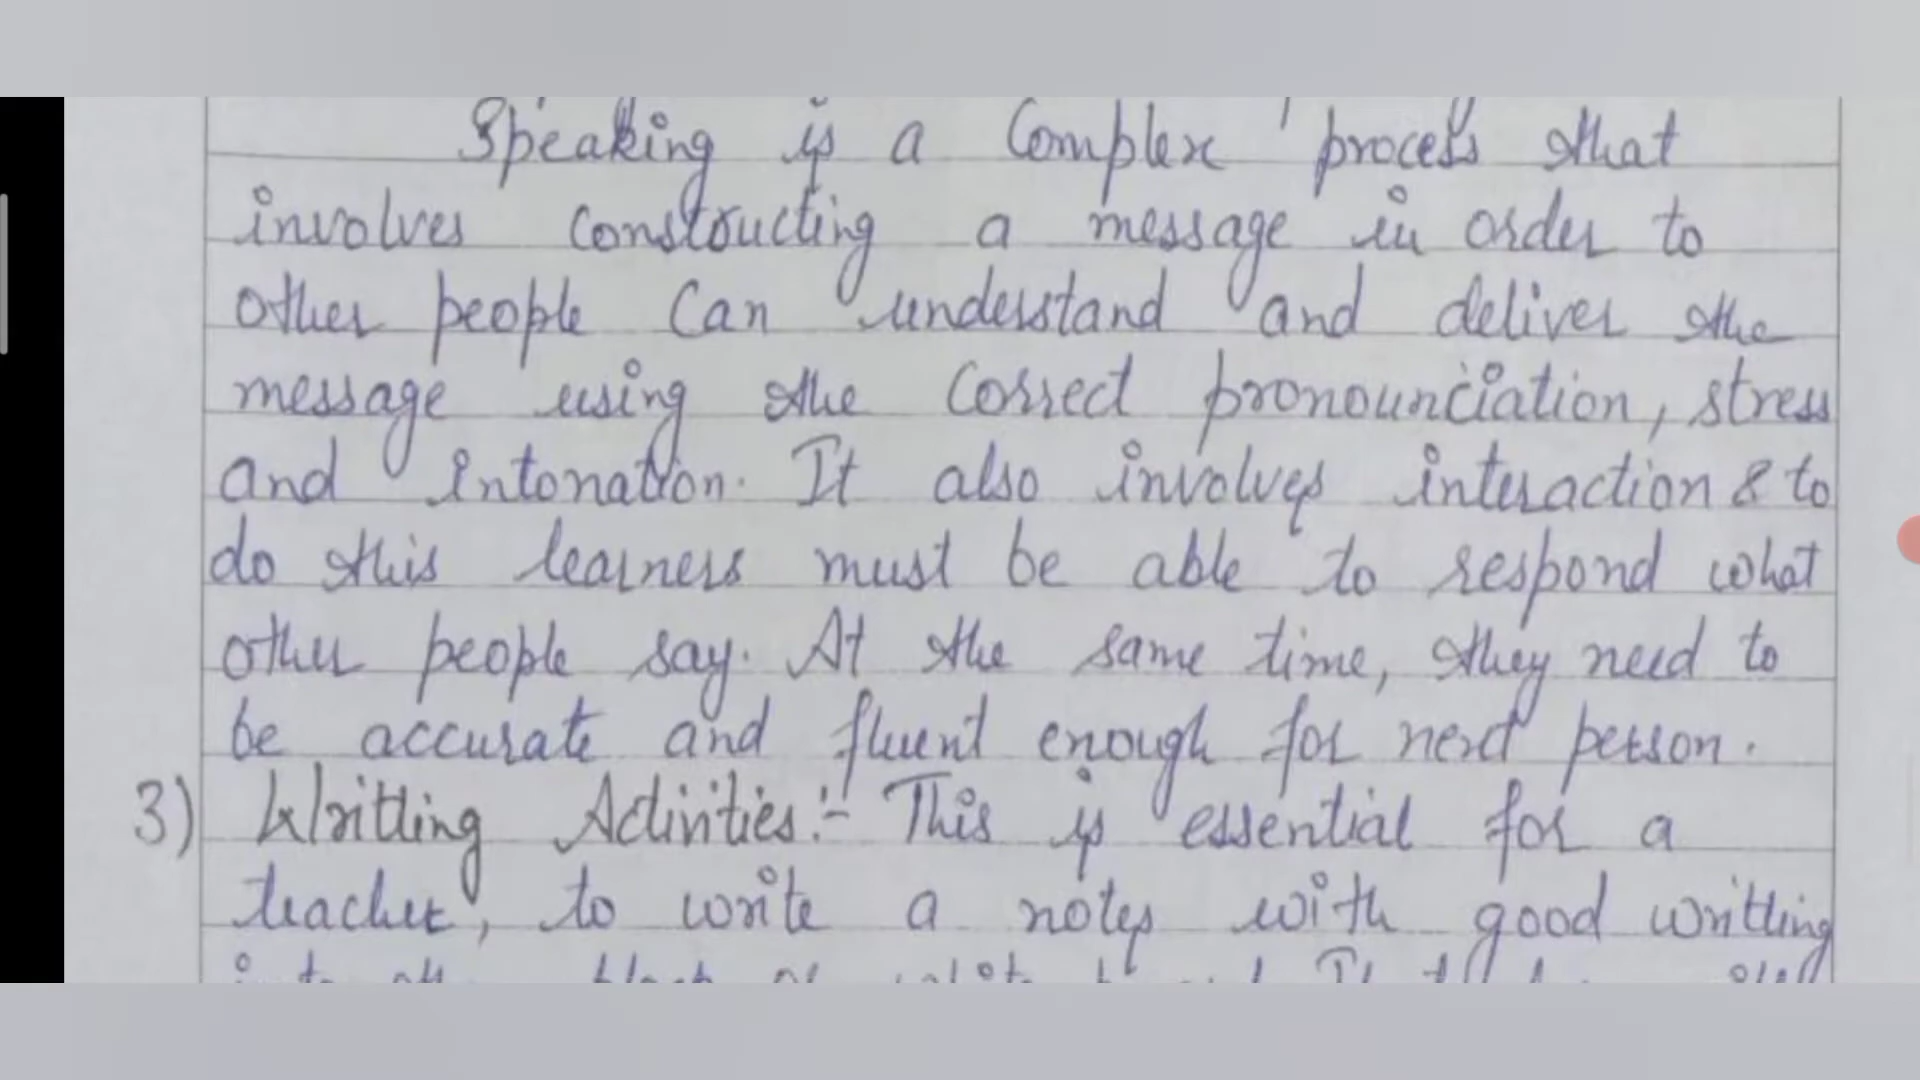 Speaking is a Complex process that
involves constructing a message in order to
other people can understand and deliver the
message using the correct pronounciation, stress
and intonation. It also involves interaction & to
do this learners must be able to respond what
other people say. At the same time, they need to
be accurate and fluent enough for next person.
3) Writting Activities:- This is essential for a
teacher, to write a notes with good writting